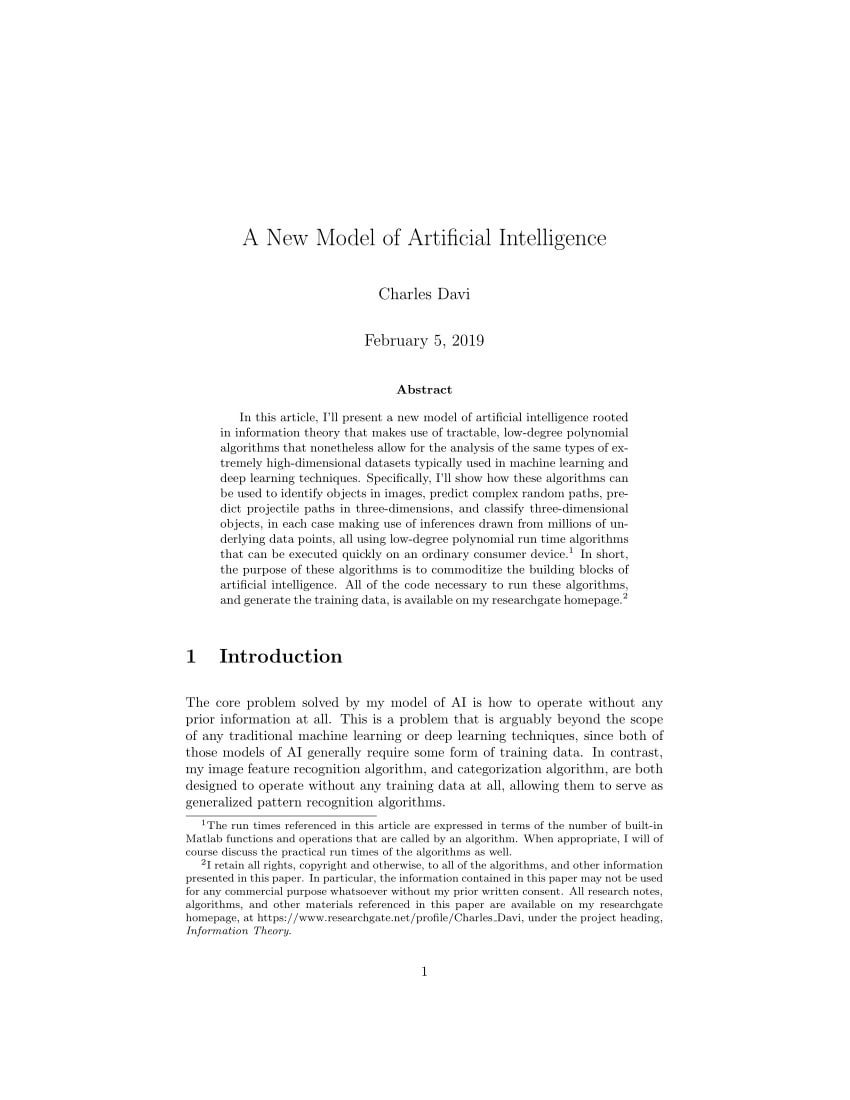 A New Model of Artificial Intelligence
Charles Davi
February 5, 2019
Abstract
In this article, I'll present a new model of artificial intelligence rooted
in information theory that makes use of tractable, low-degree polynomial
algorithms that nonetheless allow for the analysis of the same types of ex-
tremely high-dimensional datasets typically used in machine learning and
deep learning techniques. Specifically, I'll show how these algorithms can
be used to identify objects in images, predict complex random paths, pre-
dict projectile paths in three-dimensions, and classify three-dimensional
objects, in each case making use of inferences drawn from millions of un-
derlying data points, all using low-degree polynomial run time algorithms
that can be executed quickly on an ordinary consumer device.1 In short,
the purpose of these algorithms is to commoditize the building blocks of
artificial intelligence. All of the code necessary to run these algorithms,
and generate the training data, is available on my researchgate homepage.2
1 Introduction
The core problem solved by my model of AI is how to operate without any
prior information at all. This is a problem that is arguably beyond the scope
of any traditional machine learning or deep learning techniques, since both of
those models of AI generally require some form of training data. In contrast,
my image feature recognition algorithm, and categorization algorithm, are both
designed to operate without any training data at all, allowing them to serve as
generalized pattern recognition algorithms.
1The run times referenced in this article are expressed in terms of the number of built-in
Matlab functions and operations that are called by an algorithm. When appropriate, I will of
course discuss the practical run times of the algorithms as well.
2I retain all rights, copyright and otherwise, to all of the algorithms, and other information
presented in this paper. In particular, the information contained in this paper may not be used
for any commercial purpose whatsoever without my prior written consent. All research notes,
algorithms, and other materials referenced in this paper are available on my researchgate
homepage, at https://www.researchgate.net/profile/Charles_Davi, under the project heading,
Information Theory.
1